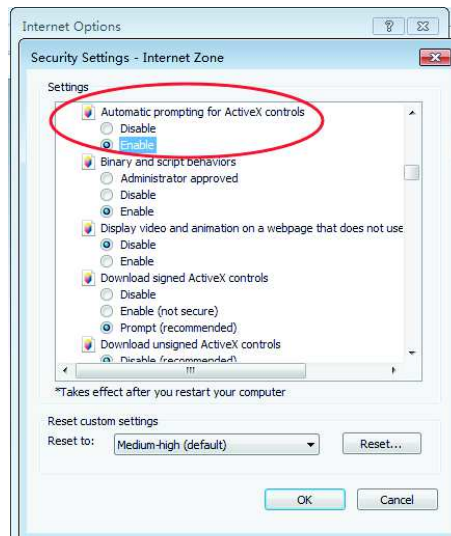 Internet Options
Security Settings - Internet Zone
Settings
Automatic prompting for ActiveX controls
Disable
Enable
Binary and script behaviors
Administrator approved
Disable
Enable
Display video and animation on a webpage that does not use
Disable
Enable
Download signed ActiveX controls
Disable
Enable (not secure)
Prompt (recommended)
Download unsigned ActiveX controls
Disable (recommended)
*Takes effect after you restart your computer
Reset custom settings
Reset to: Medium-high (default) Reset...
OK Cancel